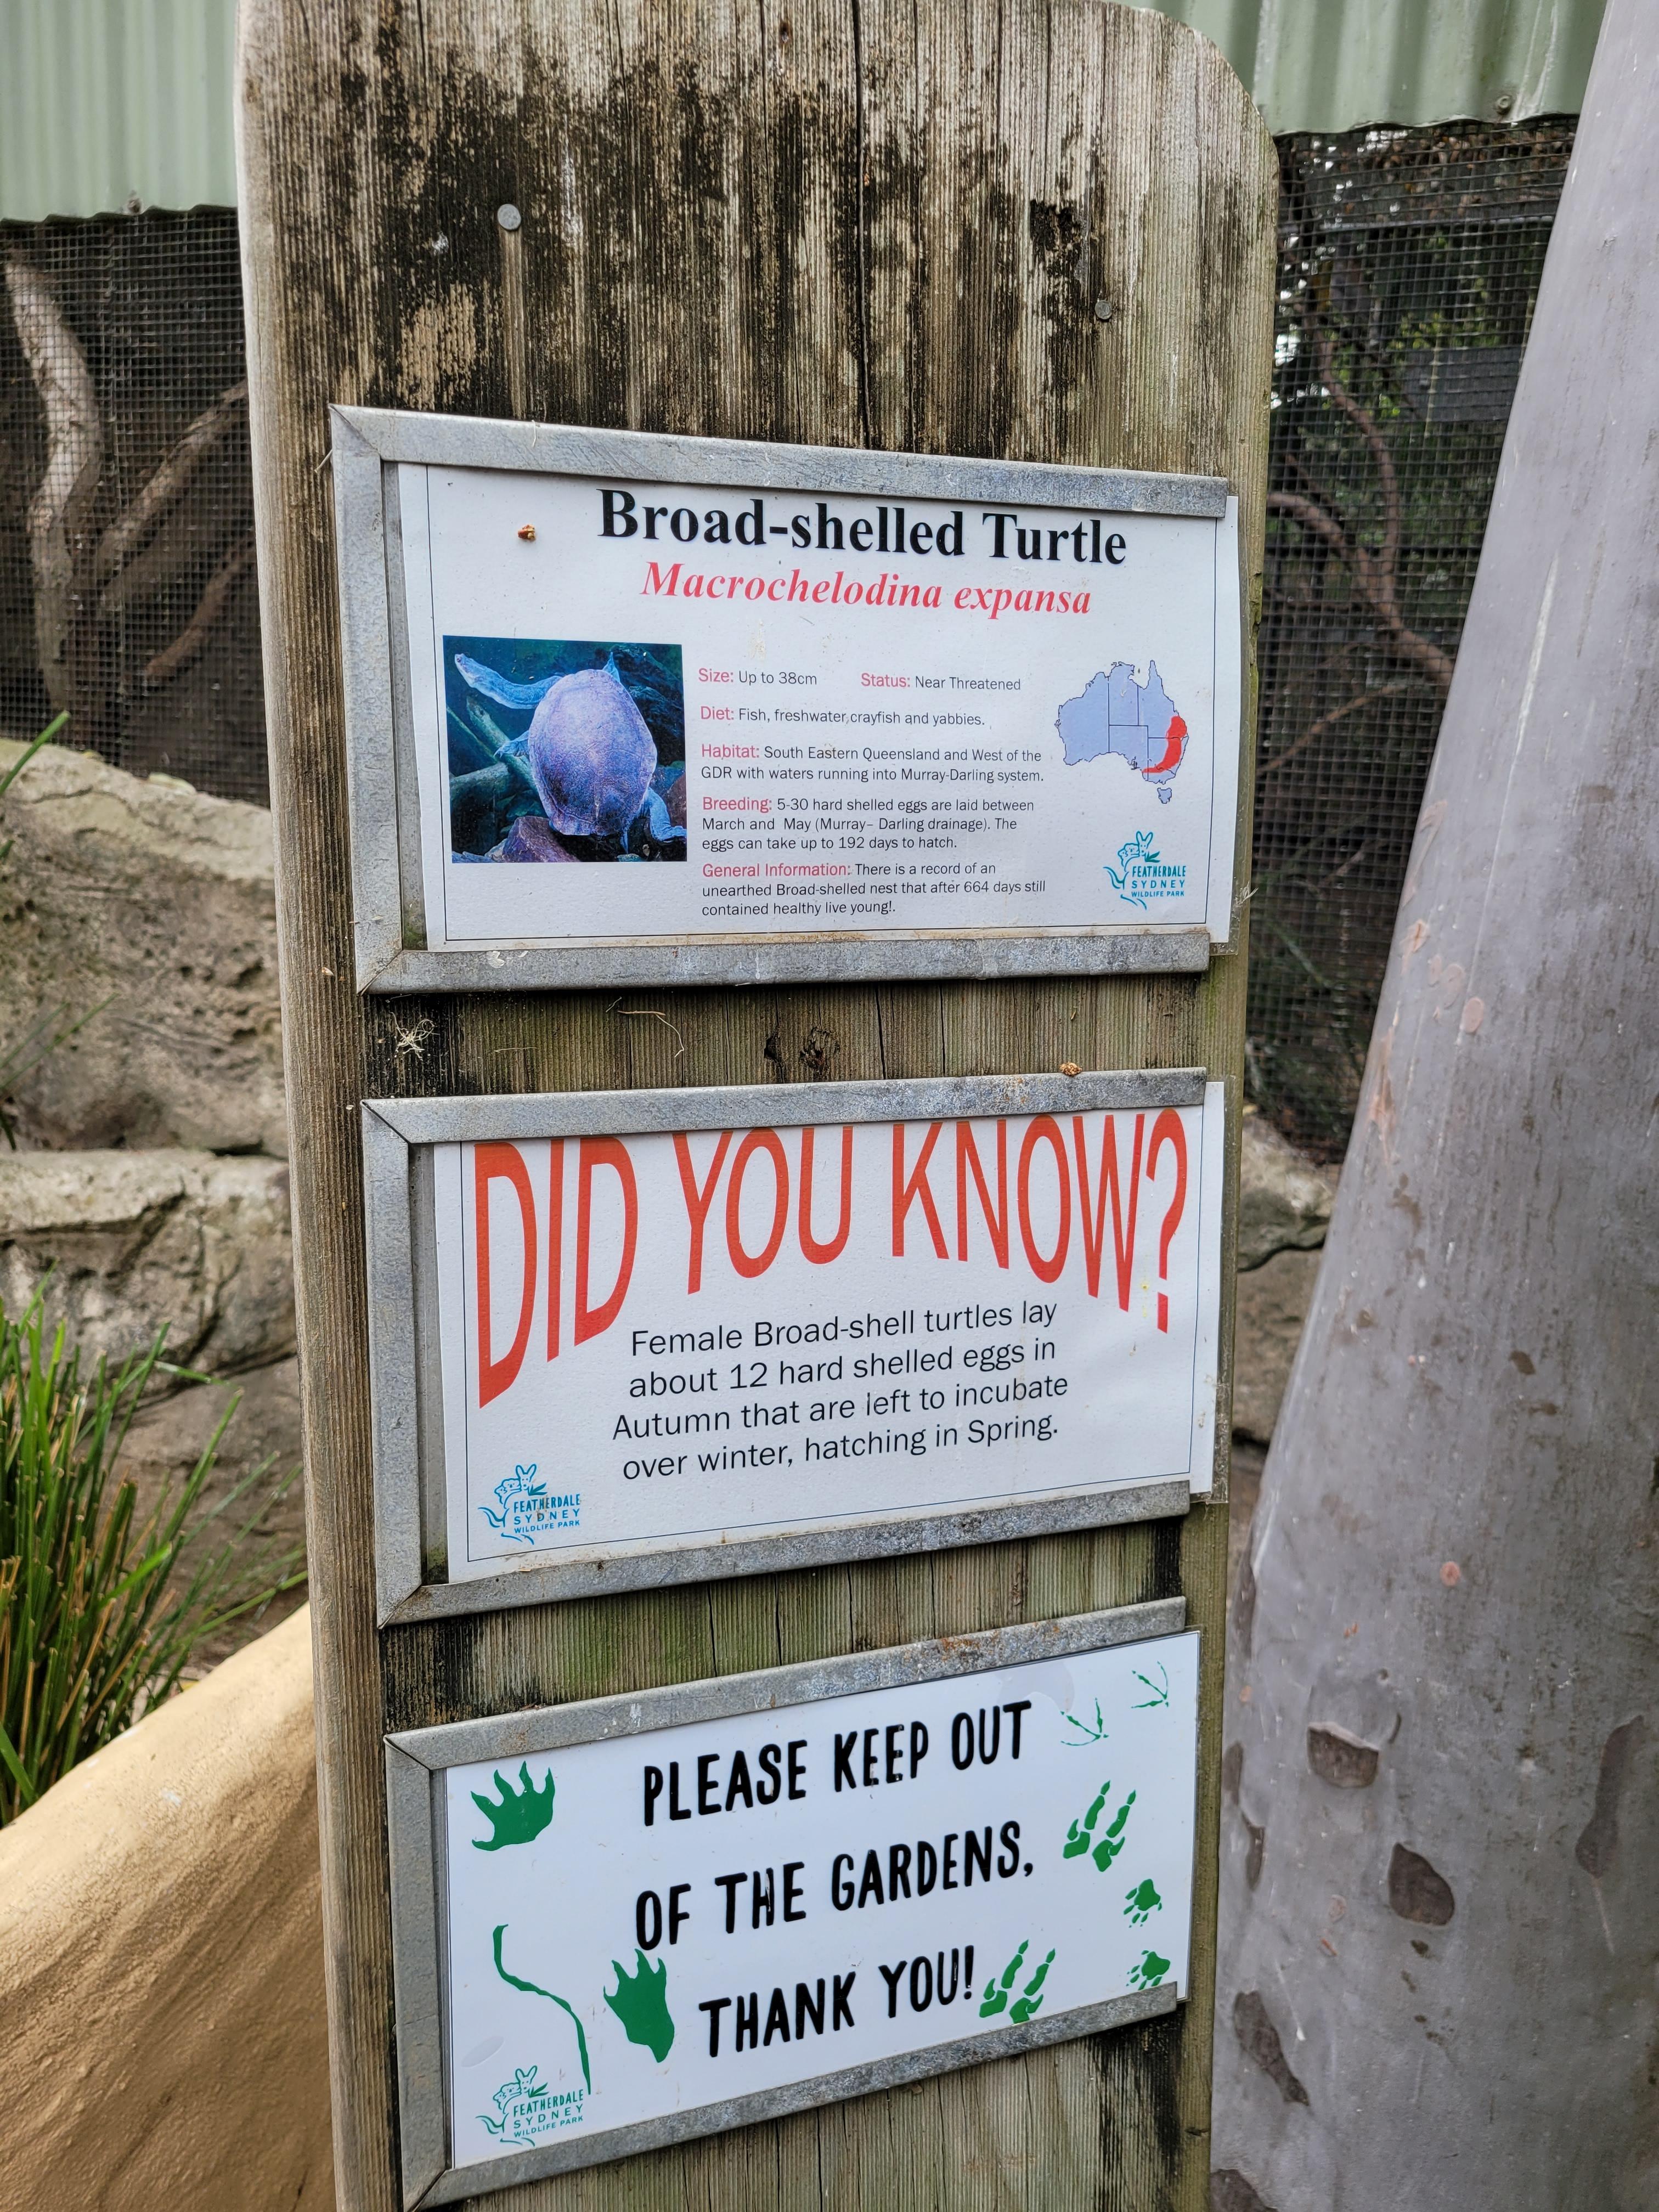 Broad-shelled Turtle
Macrochelodina expansa
Size: Up to 38cm Status: Near Threatened
Diet: Fish, freshwater,crayfish and yabbies.
Habitat: South Eastern Queensland and West of the
GDR with waters running into Murray-Darling system.
Breeding: 5-30 hard shelled eggs are laid between
March and May (Murray– Darling drainage). The
eggs can take up to 192 days to hatch.
General Information: There is a record of an
unearthed Broad-shelled nest that after 664 days still
contained healthy live young!.
FEATHERDALE
SYDNEY
WILDLIFE PARK
DID YOU KNOW?
Female Broad-shell turtles lay
about 12 hard shelled eggs in
Autumn that are left to incubate
over winter, hatching in Spring.
FEATHERDALE
SYDNEY
WILDLIFE PARK
PLEASE KEEP OUT
OF THE GARDENS,
THANK YOU!
FEATHERDALE
SYDNEY
WILDLIFE PARK